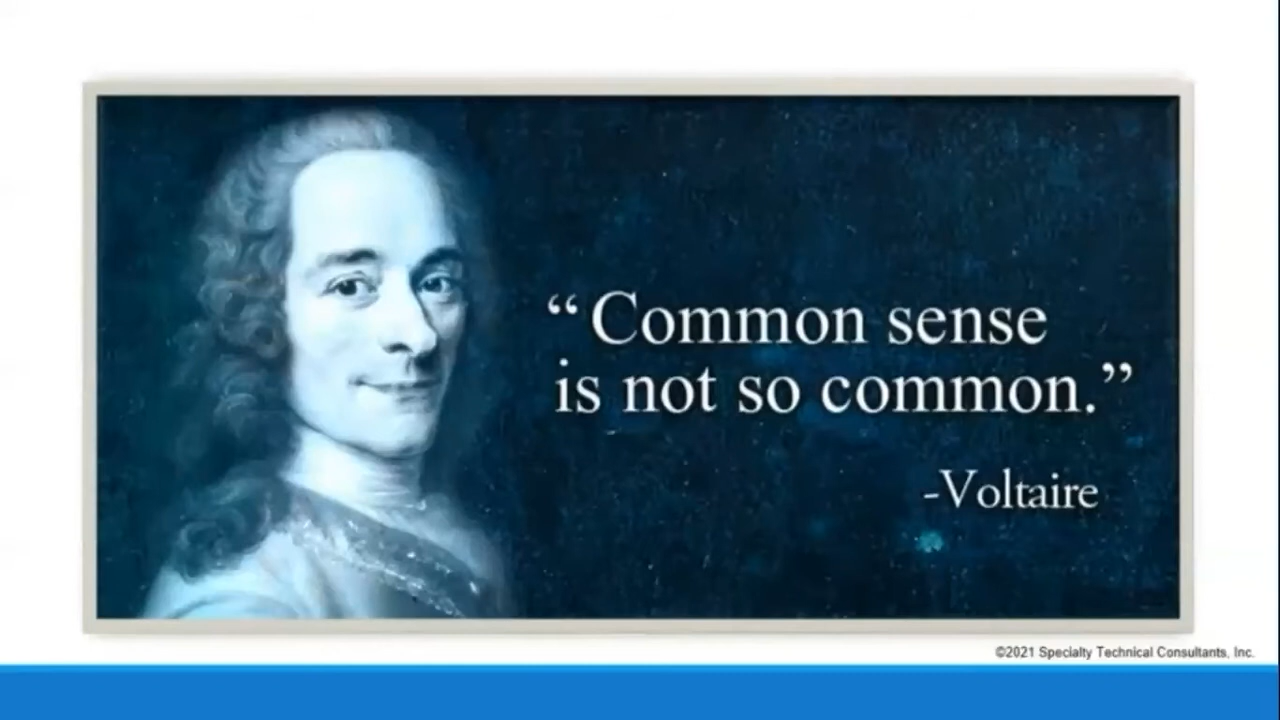 “Common sense
is not so common.”
-Voltaire
©2021 Specialty Technical Consultants, Inc.